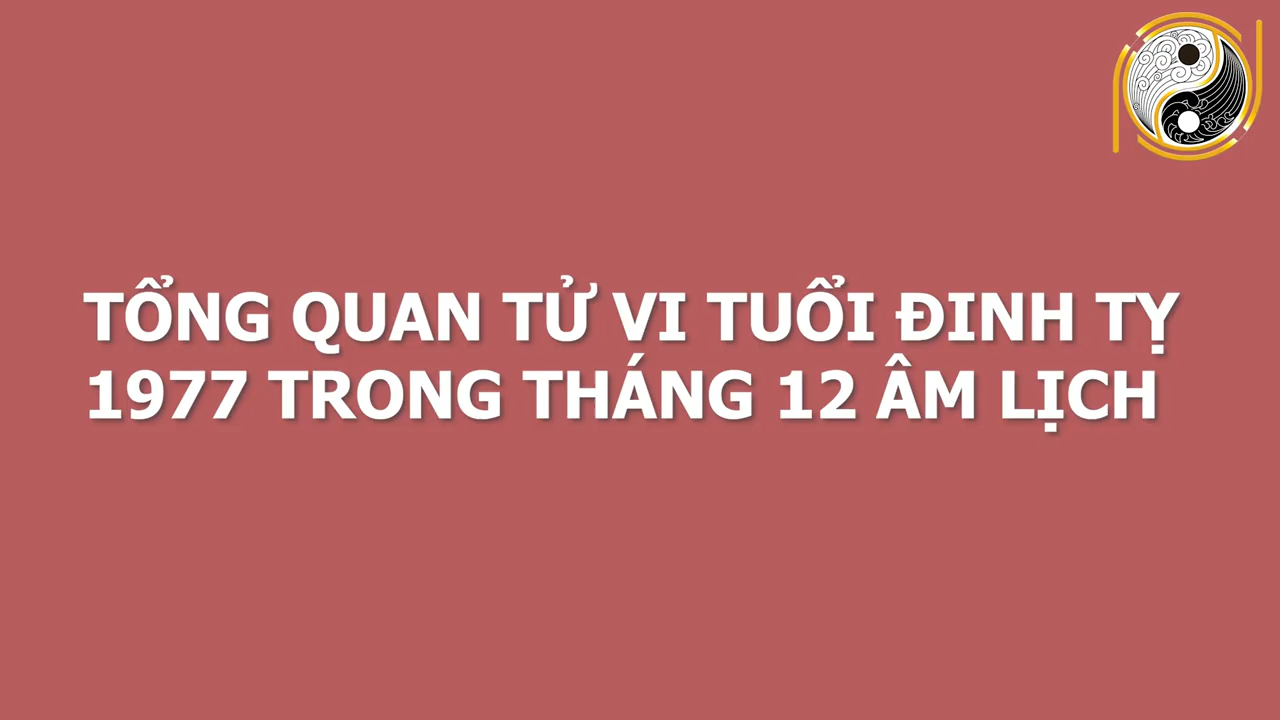 TỔNG QUAN TỬ VI TUỔI ĐINH TỴ
1977 TRONG THÁNG 12 ÂM LỊCH